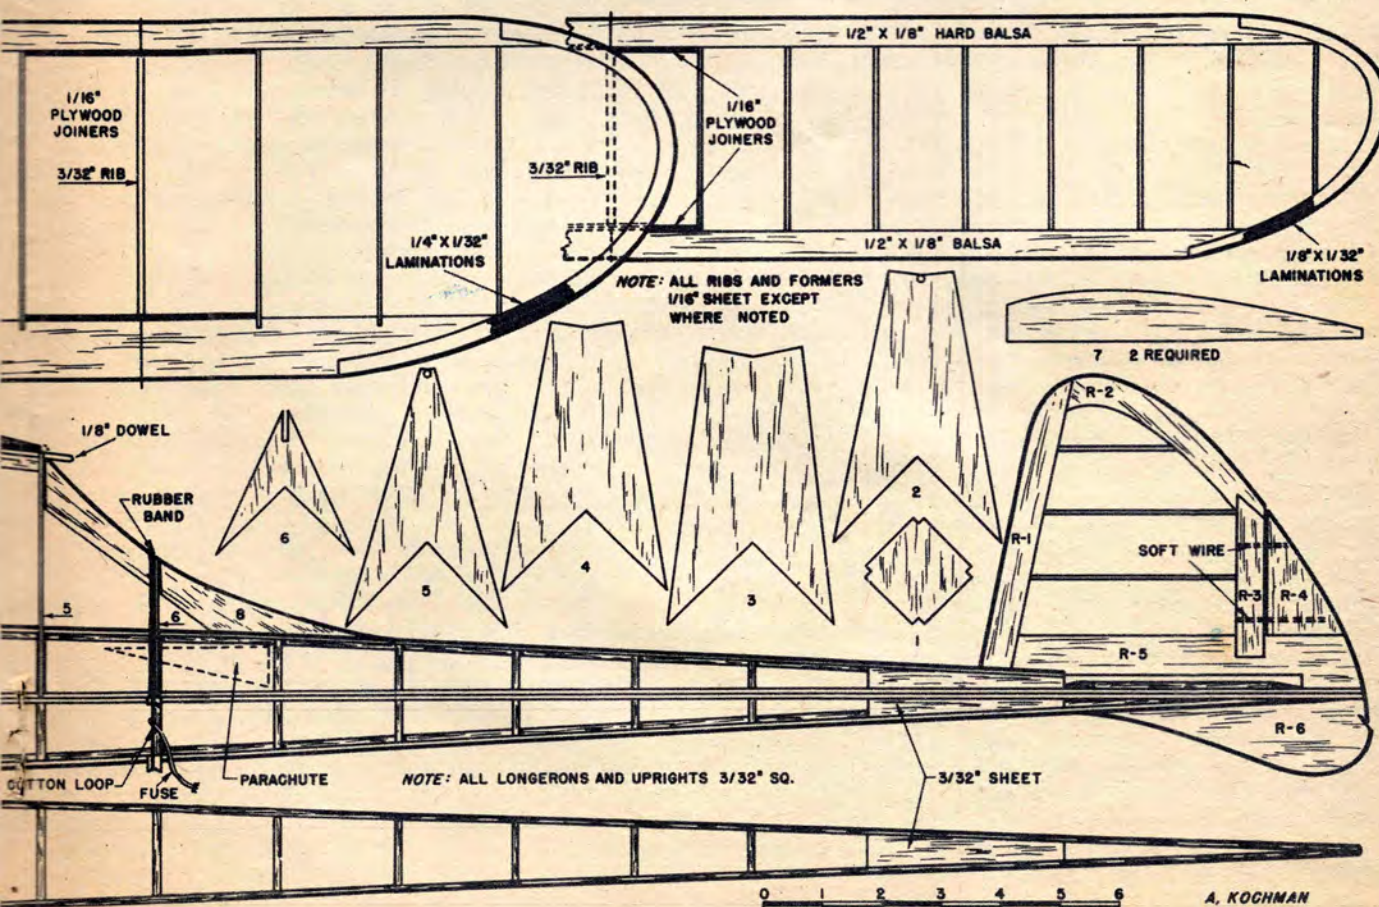 1/16"
PLYWOOD
JOINERS
3/32" RIB
1/4" X 1/32"
LAMINATIONS
3/32" RIB
1/16"
PLYWOOD
JOINERS
1/2" X 1/8" HARD BALSA
1/2" X 1/8" BALSA
1/8" X 1/32"
LAMINATIONS
NOTE: ALL RIBS AND FORMERS
1/16" SHEET EXCEPT
WHERE NOTED
7 2 REQUIRED
1/8" DOWEL
RUBBER
BAND
6
5
4
3
2
1
R-1
R-2
SOFT WIRE
R-3
R-4
R-5
R-6
5
6
8
COTTON LOOP
FUSE
PARACHUTE
NOTE: ALL LONGERONS AND UPRIGHTS 3/32" SQ.
3/32" SHEET
0 1 2 3 4 5 6
A. KOCHMAN